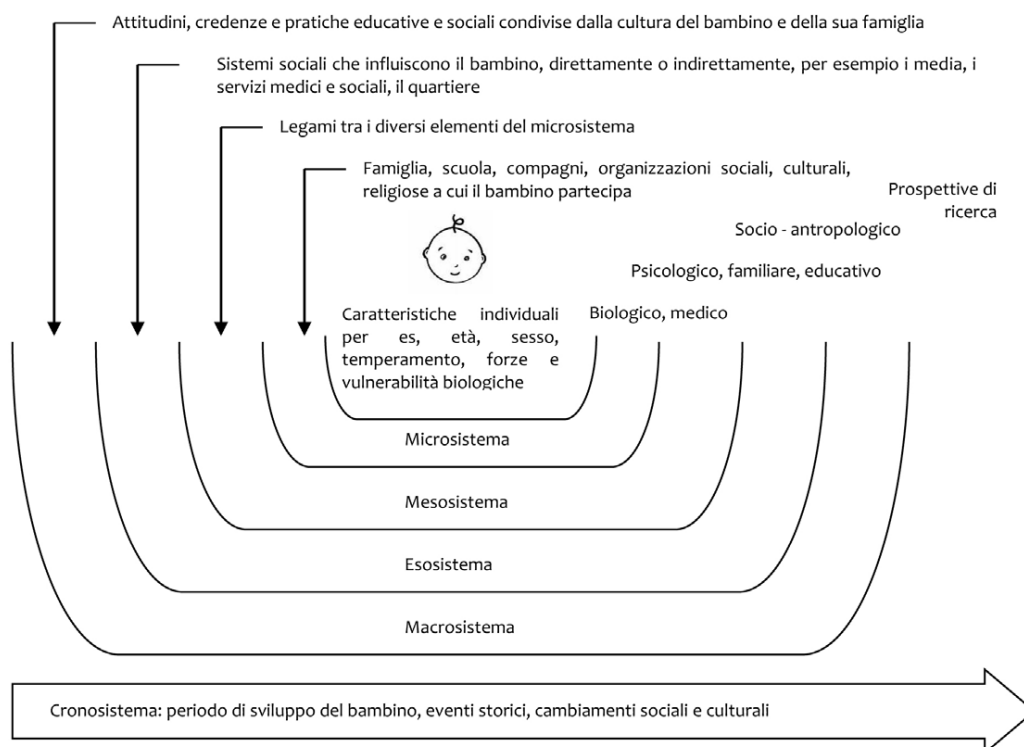 Attitudini, credenze e pratiche educative e sociali condivise dalla cultura del bambino e della sua famiglia
Sistemi sociali che influiscono il bambino, direttamente o indirettamente, per esempio i media, i
servizi medici e sociali, il quartiere
Legami tra i diversi elementi del microsistema
Famiglia, scuola, compagni, organizzazioni sociali, culturali,
religiose a cui il bambino partecipa
Prospettive di
ricerca
Socio - antropologico
Psicologico, familiare, educativo
Biologico, medico
Caratteristiche individuali
per es, età, sesso,
temperamento, forze e
vulnerabilità biologiche
Microsistema
Mesosistema
Esosistema
Macrosistema
Cronosistema: periodo di sviluppo del bambino, eventi storici, cambiamenti sociali e culturali